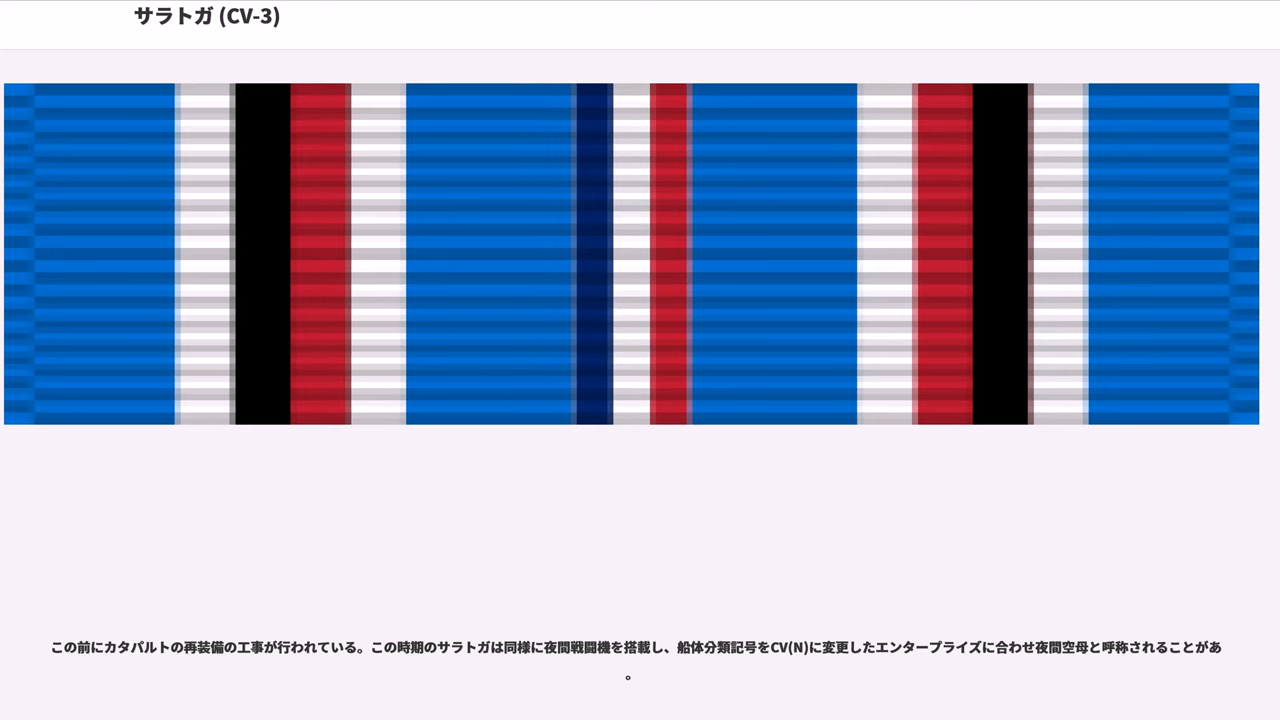 サラトガ (CV-3)
この前にカタパルトの再装備の工事が行われている。この時期のサラトガは同様に夜間戦闘機を搭載し、船体分類記号をCV(N)に変更したエンタープライズに合わせ夜間空母と呼称されることがあ
。